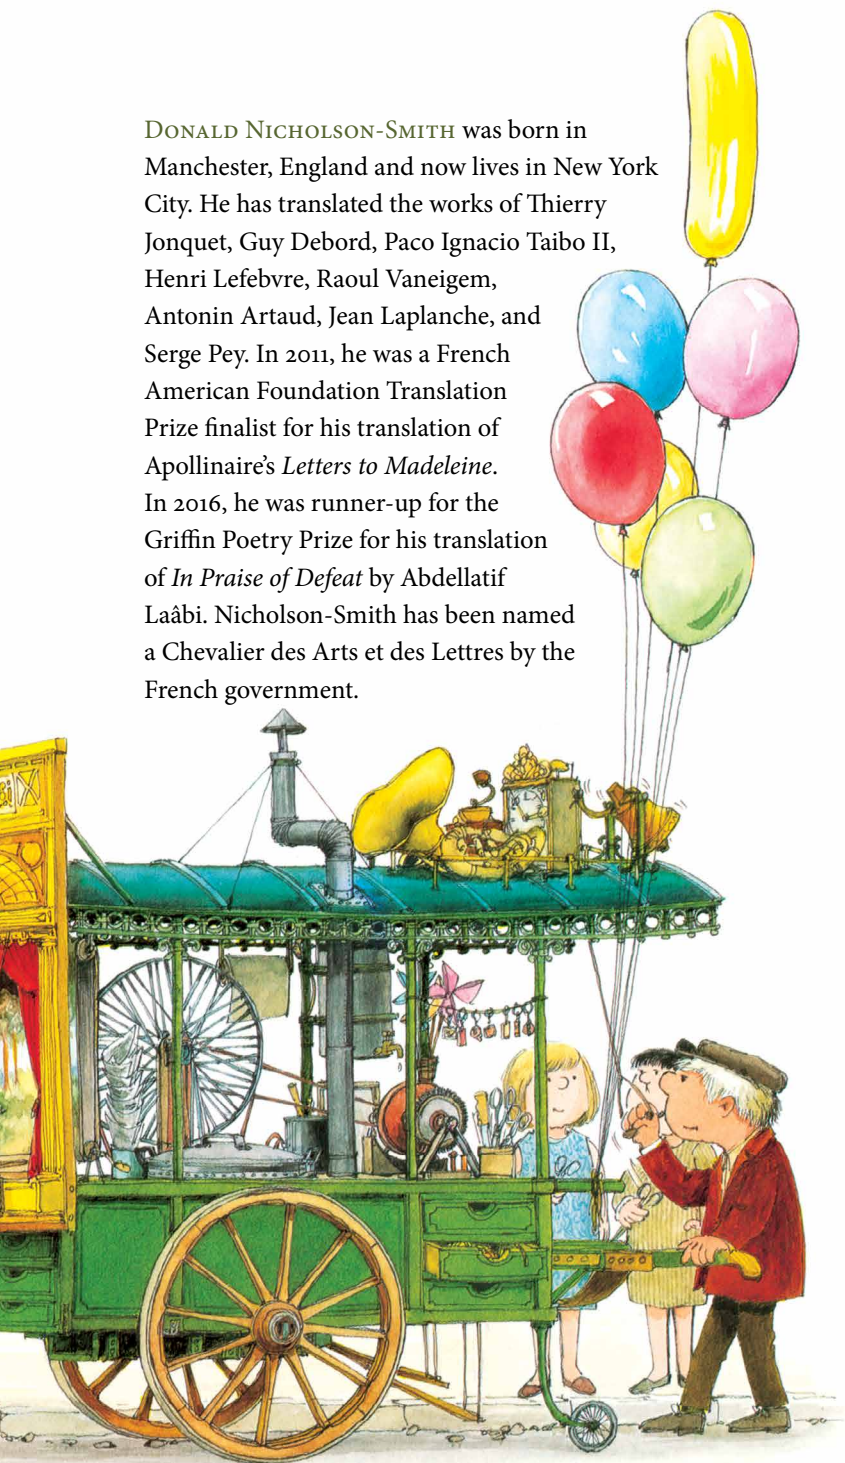 Donald Nicholson-Smith was born in
Manchester, England and now lives in New York
City. He has translated the works of Thierry
Jonquet, Guy Debord, Paco Ignacio Taibo II,
Henri Lefebvre, Raoul Vaneigem,
Antonin Artaud, Jean Laplanche, and
Serge Pey. In 2011, he was a French
American Foundation Translation
Prize finalist for his translation of
Apollinaire’s Letters to Madeleine.
In 2016, he was runner-up for the
Griffin Poetry Prize for his translation
of In Praise of Defeat by Abdellatif
Laâbi. Nicholson-Smith has been named
a Chevalier des Arts et des Lettres by the
French government.